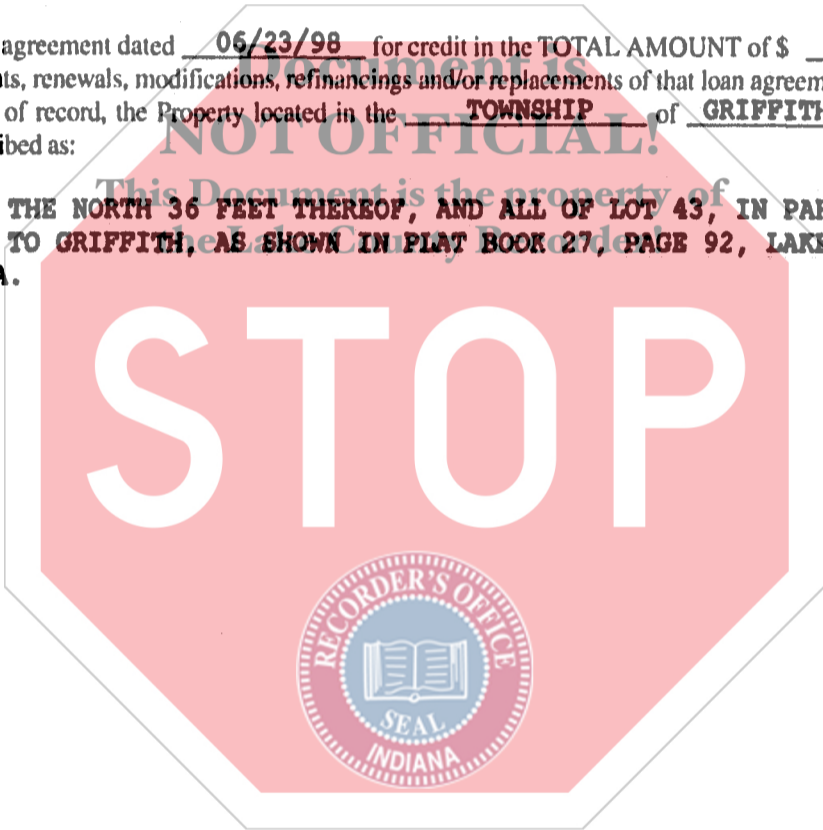 agreement dated 06/23/98 for credit in the TOTAL AMOUNT of $
ts, renewals, modifications, refinancings and/or replacements of that loan agreem
of record, the Property located in the TOWNSHIP of GRIFFITH
ibed as:
THE NORTH 36 FEET THEREOF, AND ALL OF LOT 43, IN PAR
TO GRIFFITH, AS SHOWN IN PLAT BOOK 27, PAGE 92, LAKE
A.
Document is
NOT OFFICIAL!
This Document is the property of
the Lake County Recorder!
STOP
RECORDER'S OFFICE
SEAL
INDIANA